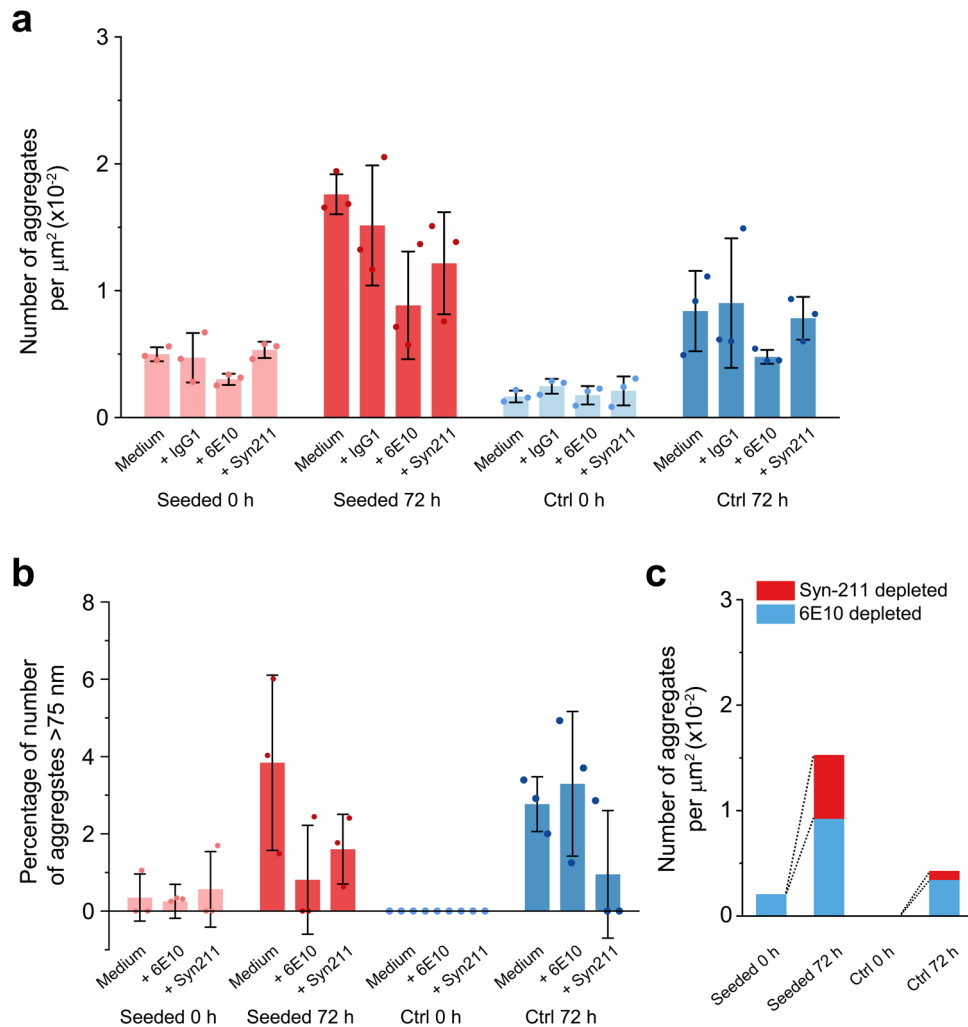 a
Number of aggregates
per μm² (x10⁻²)
3
2
1
0
Medium
+ IgG1
+ 6E10
+ Syn211
Medium
+ IgG1
+ 6E10
+ Syn211
Medium
+ IgG1
+ 6E10
+ Syn211
Medium
+ IgG1
+ 6E10
+ Syn211
Seeded 0 h
Seeded 72 h
Ctrl 0 h
Ctrl 72 h
b
Percentage of number
of aggregstes >75 nm
8
6
4
2
0
Medium
+ 6E10
+ Syn211
Medium
+ 6E10
+ Syn211
Medium
+ 6E10
+ Syn211
Medium
+ 6E10
+ Syn211
Seeded 0 h
Seeded 72 h
Ctrl 0 h
Ctrl 72 h
c
Syn-211 depleted
6E10 depleted
Number of aggregates
per μm² (x10⁻²)
3
2
1
0
Seeded 0 h
Seeded 72 h
Ctrl 0 h
Ctrl 72 h